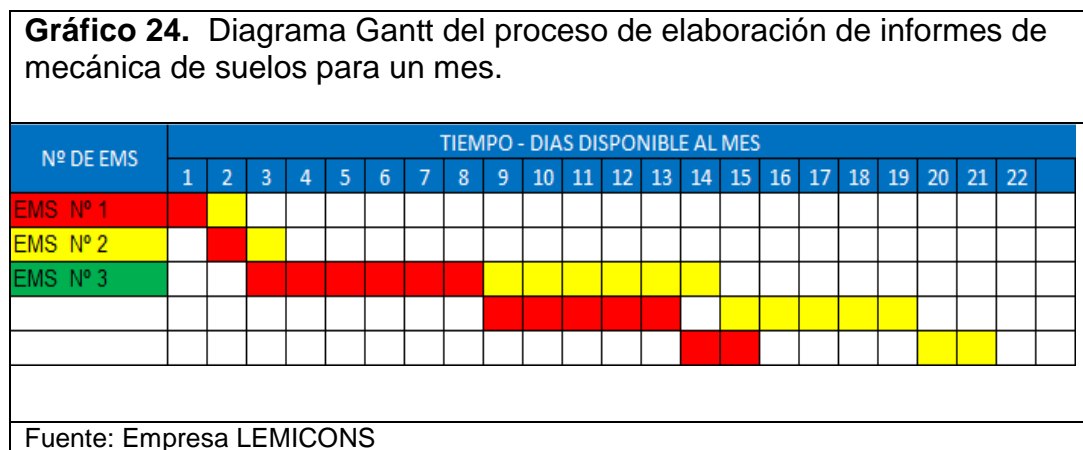 Gráfico 24. Diagrama Gantt del proceso de elaboración de informes de
mecánica de suelos para un mes.
Nº DE EMS
TIEMPO - DIAS DISPONIBLE AL MES
1 2 3 4 5 6 7 8 9 10 11 12 13 14 15 16 17 18 19 20 21 22
EMS Nº 1
EMS Nº 2
EMS Nº 3
Fuente: Empresa LEMICONS